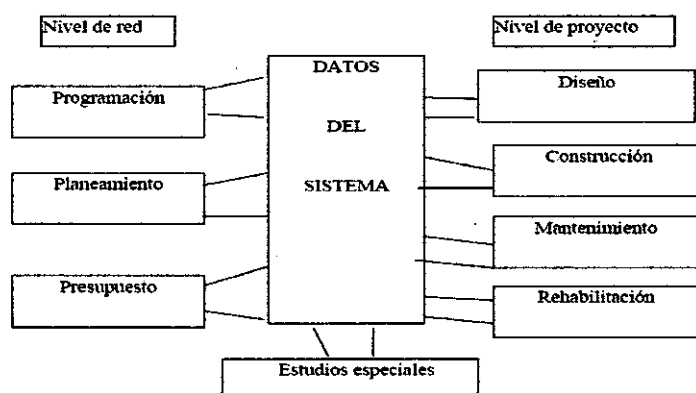 Nivel de red
Nivel de proyecto
Programación
Planeamiento
Presupuesto
DATOS
DEL
SISTEMA
Diseño
Construcción
Mantenimiento
Rehabilitación
Estudios especiales